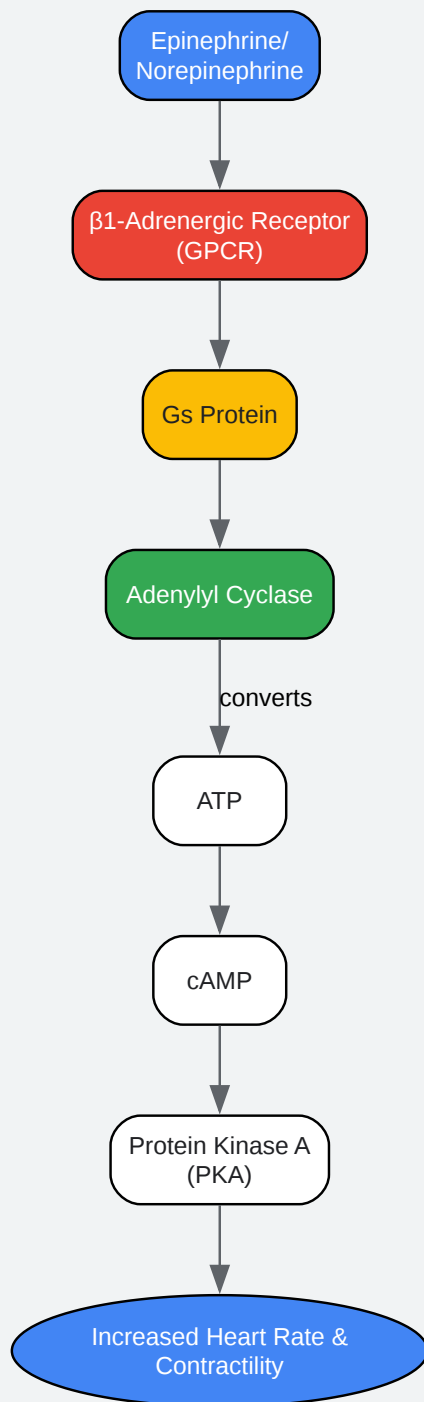 Epinephrine/
Norepinephrine
β1-Adrenergic Receptor
(GPCR)
Gs Protein
Adenylyl Cyclase
converts
ATP
cAMP
Protein Kinase A
(PKA)
Increased Heart Rate &
Contractility